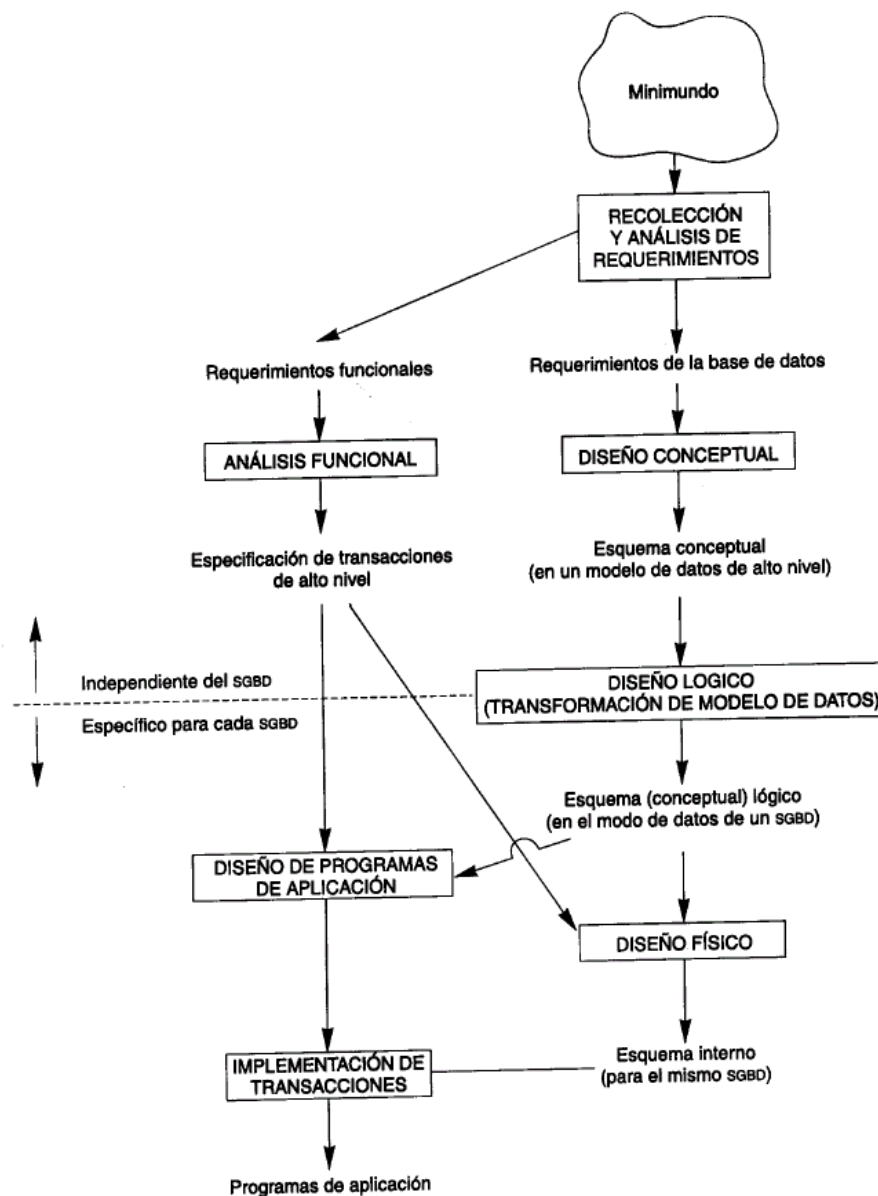 Minimundo
RECOLECCIÓN
Y ANÁLISIS DE
REQUERIMIENTOS
Requerimientos funcionales
Requerimientos de la base de datos
ANÁLISIS FUNCIONAL
DISEÑO CONCEPTUAL
Especificación de transacciones
de alto nivel
Esquema conceptual
(en un modelo de datos de alto nivel)
Independiente del SGBD
Específico para cada SGBD
DISEÑO LOGICO
(TRANSFORMACIÓN DE MODELO DE DATOS)
Esquema (conceptual) lógico
(en el modo de datos de un SGBD)
DISEÑO DE PROGRAMAS
DE APLICACIÓN
DISEÑO FÍSICO
IMPLEMENTACIÓN DE
TRANSACCIONES
Esquema interno
(para el mismo SGBD)
Programas de aplicación